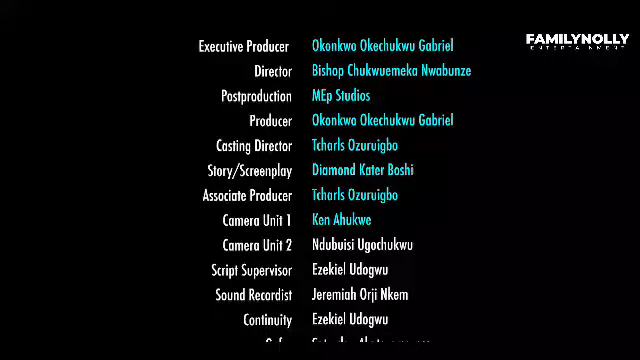 FAMILYNOLLY
ENTERTAINMENT
Executive Producer Okonkwo Okechukwu Gabriel
Director Bishop Chukwuemeka Nwabunze
Postproduction MEp Studios
Producer Okonkwo Okechukwu Gabriel
Casting Director Tcharls Ozuruigbo
Story/Screenplay Diamond Kater Boshi
Associate Producer Tcharls Ozuruigbo
Camera Unit 1 Ken Ahukwe
Camera Unit 2 Ndubuisi Ugochukwu
Script Supervisor Ezekiel Udogwu
Sound Recordist Jeremiah Orji Nkem
Continuity Ezekiel Udogwu